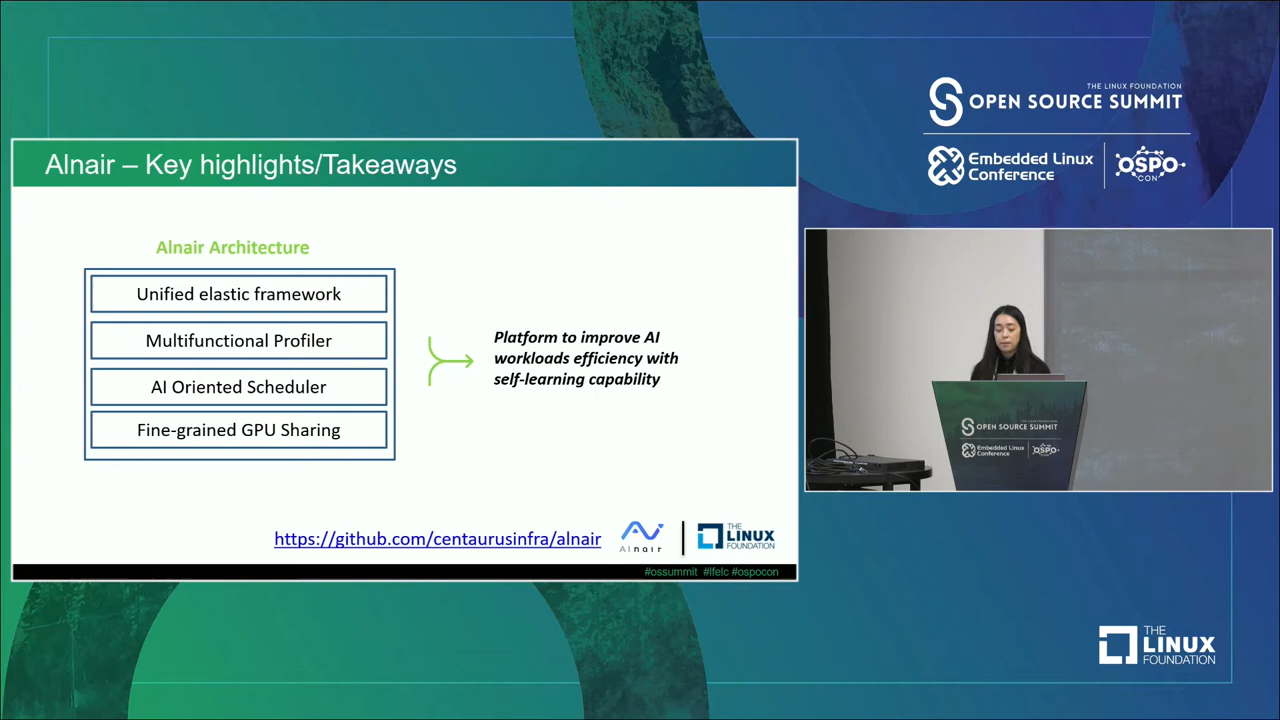 THE LINUX FOUNDATION
OPEN SOURCE SUMMIT
Embedded Linux
Conference
OSPO
CON
Alnair – Key highlights/Takeaways
Alnair Architecture
Unified elastic framework
Multifunctional Profiler
AI Oriented Scheduler
Fine-grained GPU Sharing
Platform to improve AI
workloads efficiency with
self-learning capability
https://github.com/centaurusinfra/alnair
Alnair
THE
LINUX
FOUNDATION
#ossummit #lfelc #ospocon
OPEN SOURCE SUMMIT
Embedded Linux
Conference
OSPO
THE
LINUX
FOUNDATION